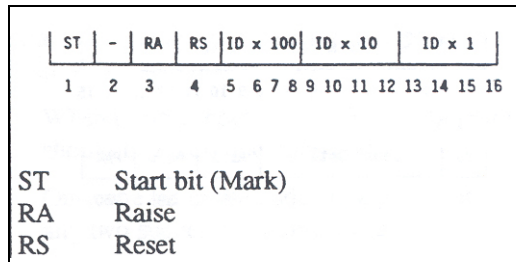 ST - RA RS ID x 100 ID x 10 ID x 1
1 2 3 4 5 6 7 8 9 10 11 12 13 14 15 16
ST Start bit (Mark)
RA Raise
RS Reset